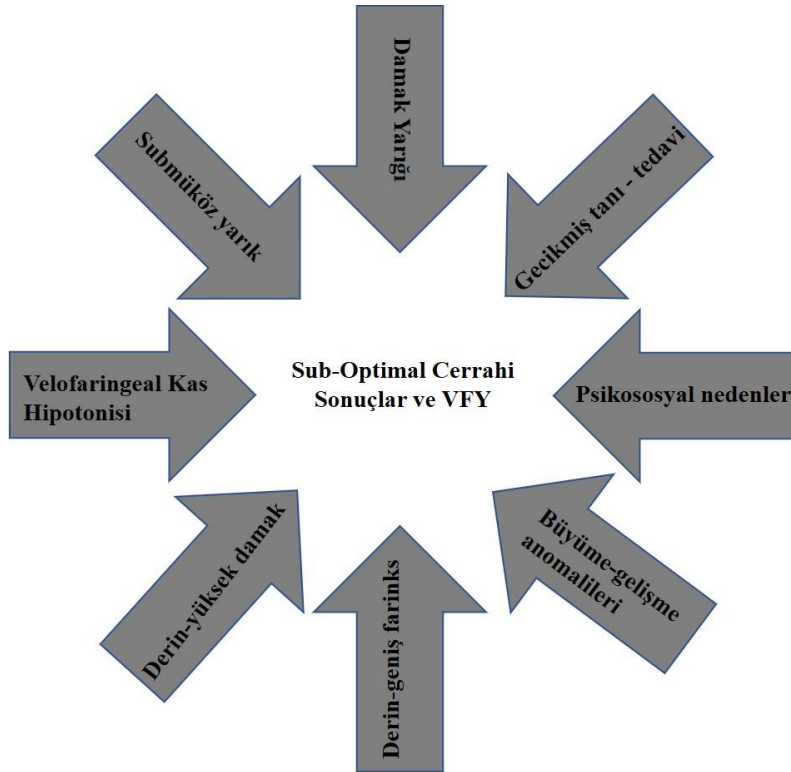 Damak Yarığı
Submüköz yarık
Gecikmiş tanı - tedavi
Velofaringeal Kas
Hipotonisi
Sub-Optimal Cerrahi
Sonuçlar ve VFY
Psikososyal nedenler
Derin-yüksek damak
Derin-geniş farinks
Büyüme-gelişme
anomalileri